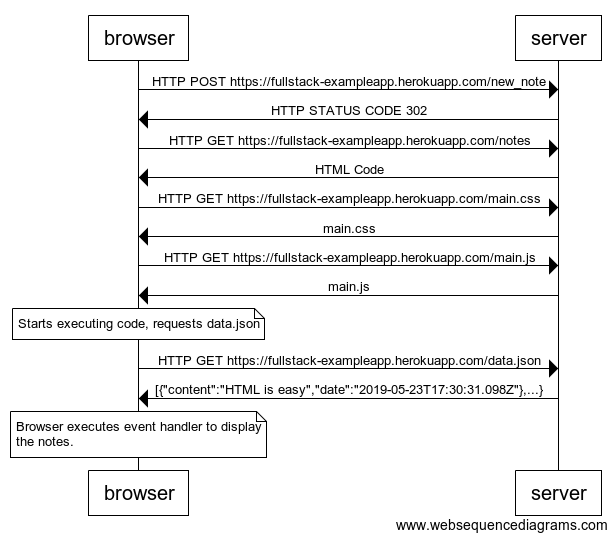 browser
server
HTTP POST https://fullstack-exampleapp.herokuapp.com/new_note
HTTP STATUS CODE 302
HTTP GET https://fullstack-exampleapp.herokuapp.com/notes
HTML Code
HTTP GET https://fullstack-exampleapp.herokuapp.com/main.css
main.css
HTTP GET https://fullstack-exampleapp.herokuapp.com/main.js
main.js
Starts executing code, requests data.json
HTTP GET https://fullstack-exampleapp.herokuapp.com/data.json
[{"content":"HTML is easy","date":"2019-05-23T17:30:31.098Z"},...}
Browser executes event handler to display
the notes.
browser
server
www.websequencediagrams.com